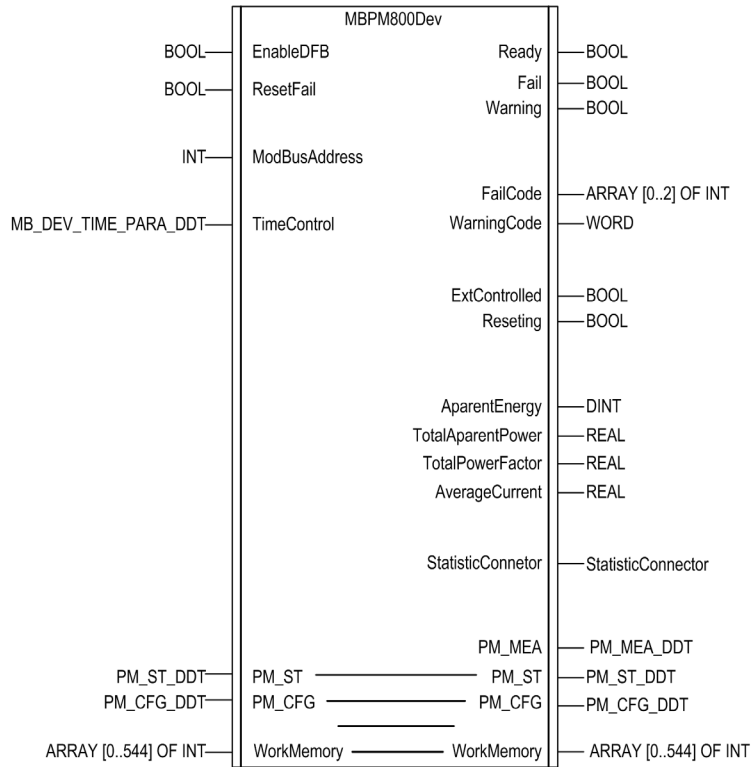 MBPM800Dev
BOOL EnableDFB Ready BOOL
BOOL ResetFail Fail BOOL
Warning BOOL
INT ModBusAddress
FailCode ARRAY [0..2] OF INT
MB_DEV_TIME_PARA_DDT TimeControl WarningCode WORD
ExtControlled BOOL
Reseting BOOL
AparentEnergy DINT
TotalAparentPower REAL
TotalPowerFactor REAL
AverageCurrent REAL
StatisticConnetor StatisticConnector
PM_MEA PM_MEA_DDT
PM_ST_DDT PM_ST PM_ST PM_ST_DDT
PM_CFG_DDT PM_CFG PM_CFG PM_CFG_DDT
ARRAY [0..544] OF INT WorkMemory WorkMemory ARRAY [0..544] OF INT